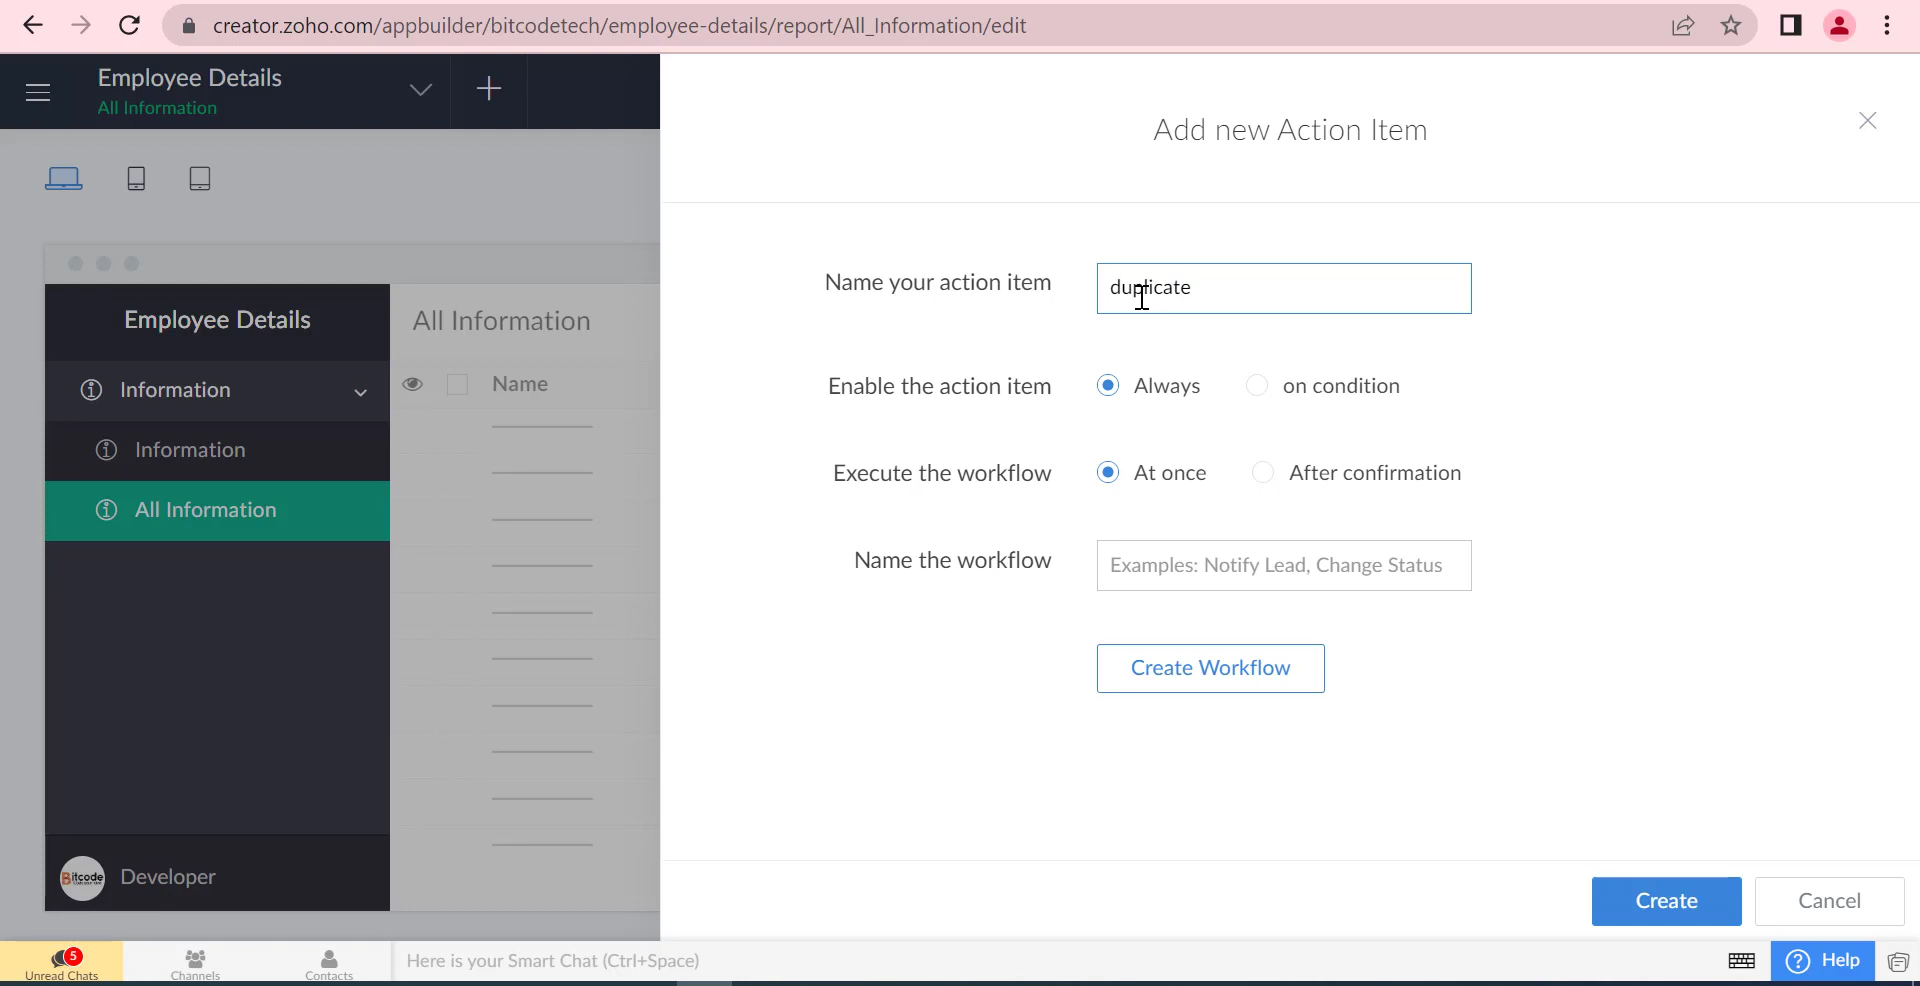 creator.zoho.com/appbuilder/bitcodetech/employee-details/report/All_Information/edit
Employee Details
All Information
Add new Action Item
Name your action item
duplicate
Employee Details
All Information
Information
Name
Enable the action item
Always
on condition
Information
Execute the workflow
At once
After confirmation
All Information
Name the workflow
Examples: Notify Lead, Change Status
Create Workflow
Bitcode
Developer
Create
Cancel
5
Unread Chats
Channels
Contacts
Here is your Smart Chat (Ctrl+Space)
Help